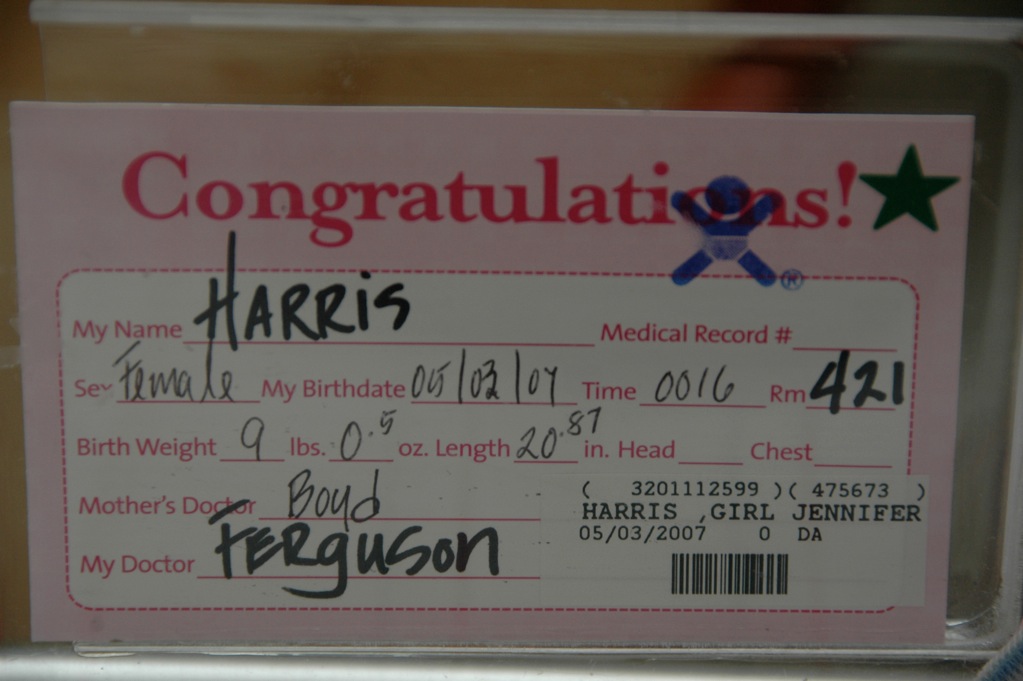 Congratulations!
My Name HARRIS Medical Record #
Sex Female My Birthdate 05/03/07 Time 0016 Rm 421
Birth Weight 9 lbs. 0.5 oz. Length 20.87 in. Head Chest
Mother's Doctor Boyd
My Doctor FERguson
( 3201112599 )( 475673 )
HARRIS ,GIRL JENNIFER
05/03/2007 0 DA
®